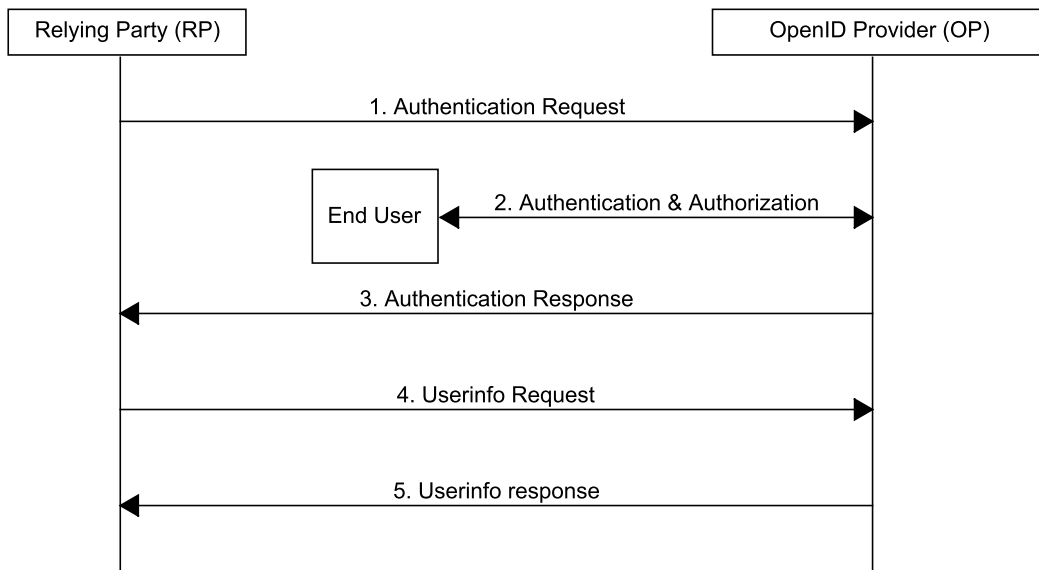 Relying Party (RP)
OpenID Provider (OP)
1. Authentication Request
End User
2. Authentication & Authorization
3. Authentication Response
4. Userinfo Request
5. Userinfo response